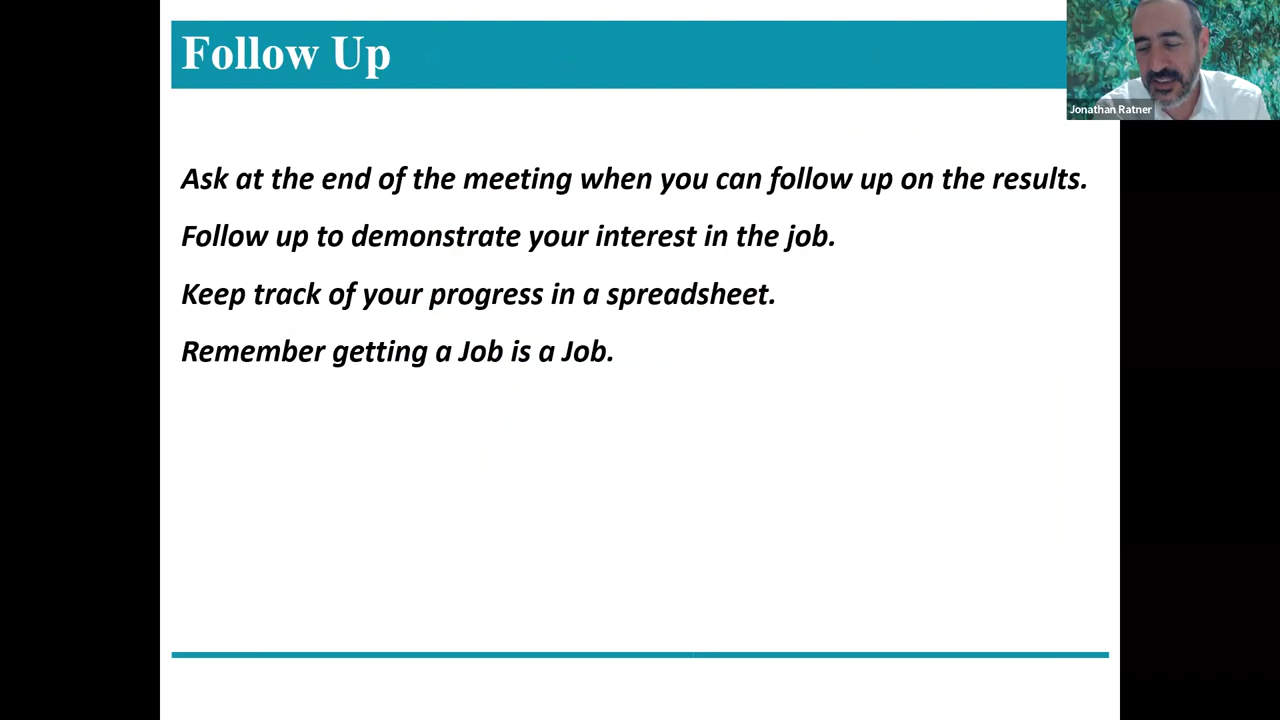 Follow Up
Jonathan Ratner
Ask at the end of the meeting when you can follow up on the results.
Follow up to demonstrate your interest in the job.
Keep track of your progress in a spreadsheet.
Remember getting a Job is a Job.